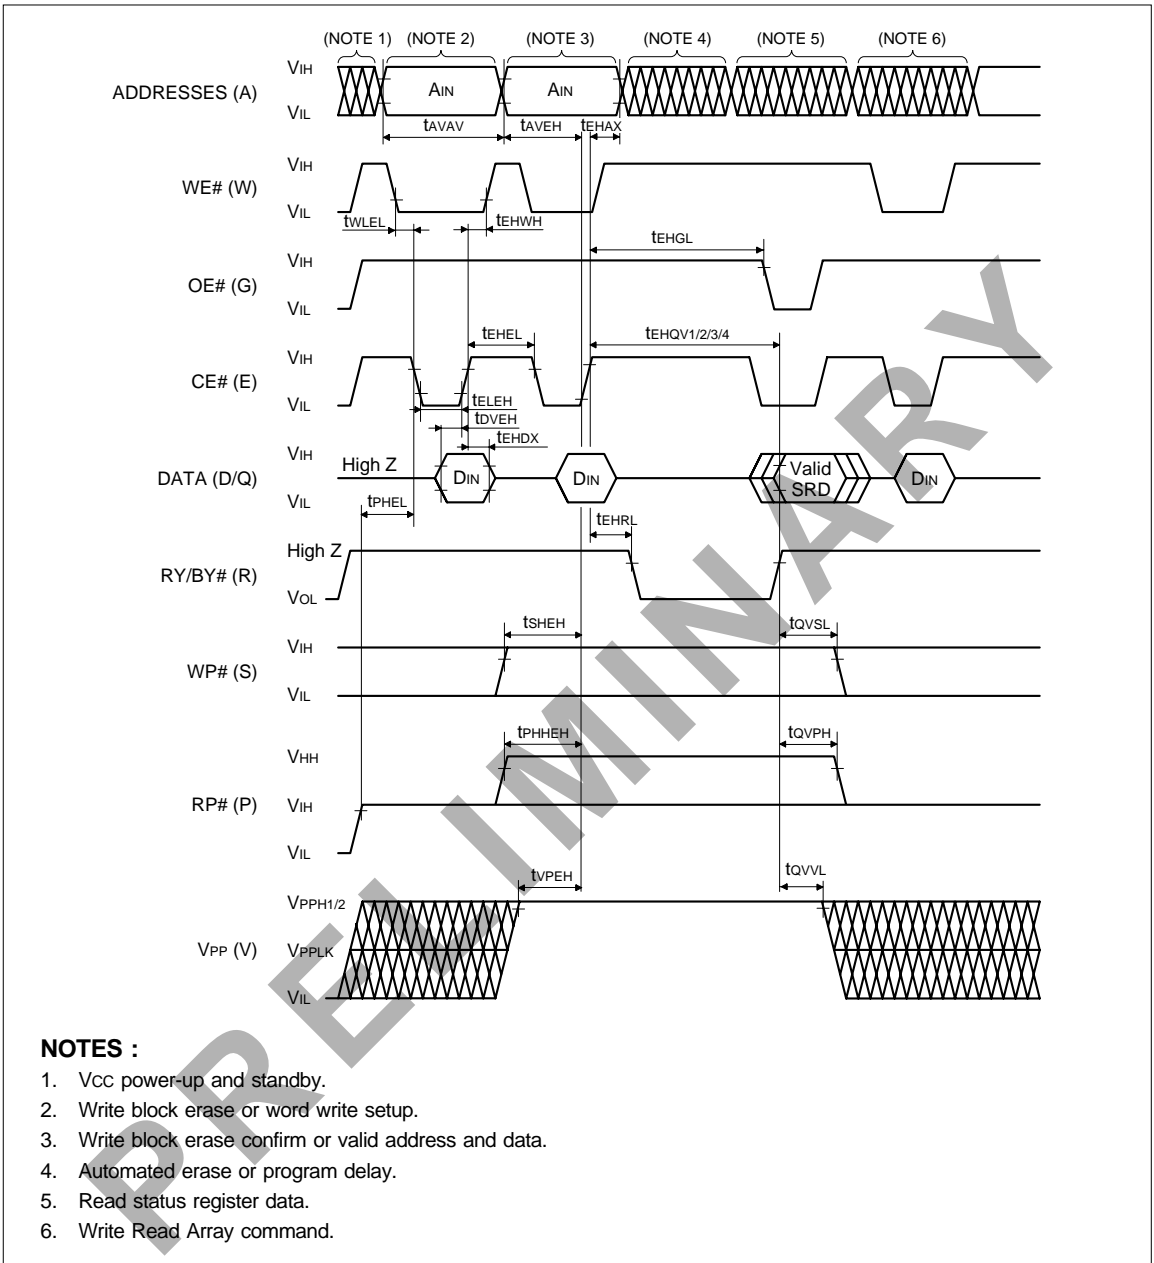 (NOTE 1) (NOTE 2) (NOTE 3) (NOTE 4) (NOTE 5) (NOTE 6)
ADDRESSES (A)
VIH
VIL
AIN
AIN
tAVAV
tAVEH
tEHAX
WE# (W)
VIH
VIL
tWLEL
tEHWH
tEHGL
OE# (G)
VIH
VIL
tEHEL
tEHQV1/2/3/4
CE# (E)
VIH
VIL
tELEH
tDVEH
tEHDX
DATA (D/Q)
VIH
High Z
VIL
DIN
DIN
Valid
SRD
DIN
tPHEL
tEHRL
RY/BY# (R)
High Z
VOL
tSHEH
tQVSL
WP# (S)
VIH
VIL
tPHHEH
tQVPH
RP# (P)
VHH
VIH
VIL
tVPEH
tQVVL
VPP (V)
VPPH1/2
VPPLK
VIL
PRELIMINARY
NOTES :
1. VCC power-up and standby.
2. Write block erase or word write setup.
3. Write block erase confirm or valid address and data.
4. Automated erase or program delay.
5. Read status register data.
6. Write Read Array command.